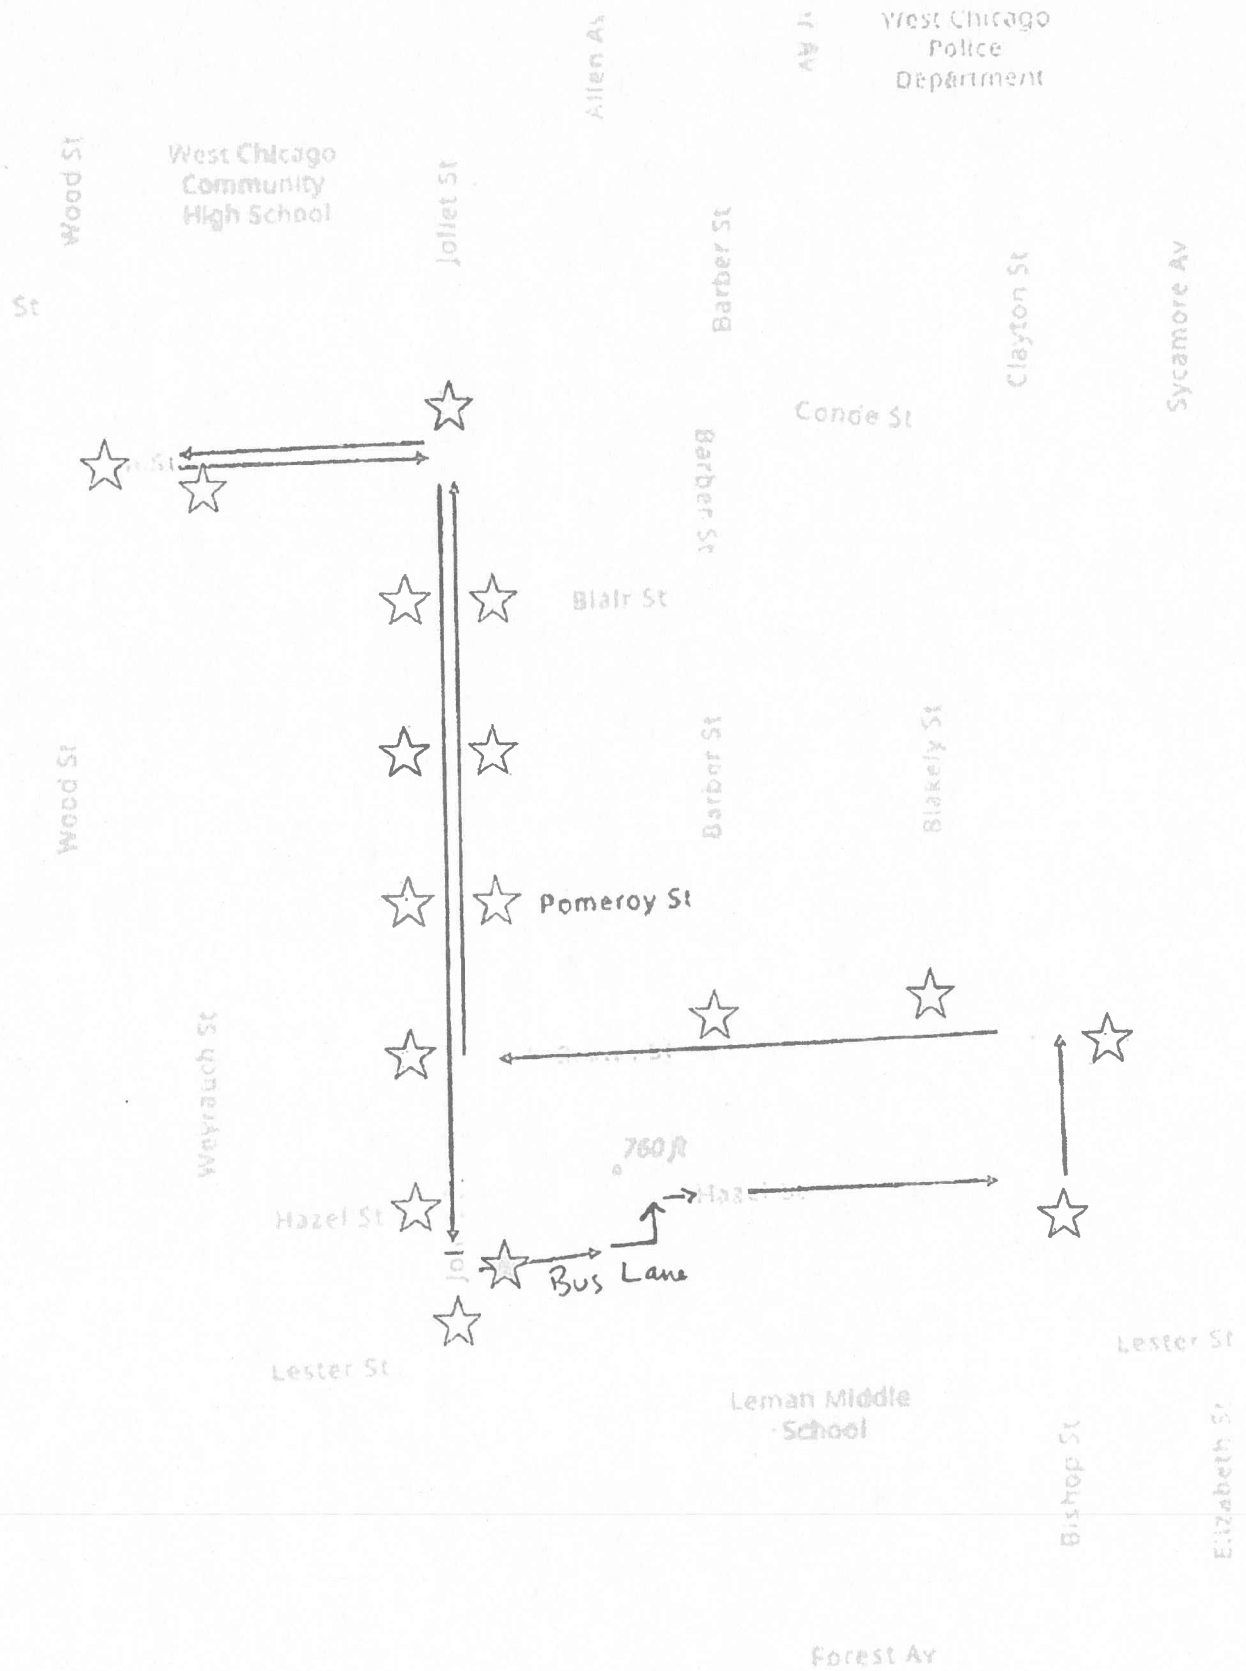 West Chicago
Police
Department
Allen
Av
Wood St
West Chicago
Community
High School
Joliet St
Barber St
Clayton St
Sycamore Av
St
Conde St
St
Barber St
Blair St
Wood St
Barber St
Blakely St
Pomeroy St
Weyrauch St
760 ft
Hazel St
Hazel St
Bus Lane
Lester St
Lester St
Leman Middle
School
Bishop St
Elizabeth St
Forest Av